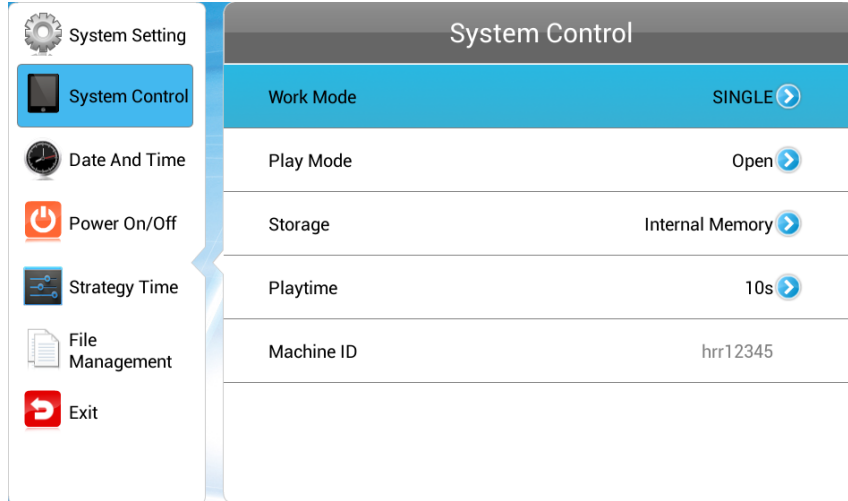 System Setting
System Control
Date And Time
Power On/Off
Strategy Time
File
Management
Exit
System Control
Work Mode SINGLE
Play Mode Open
Storage Internal Memory
Playtime 10s
Machine ID hrr12345